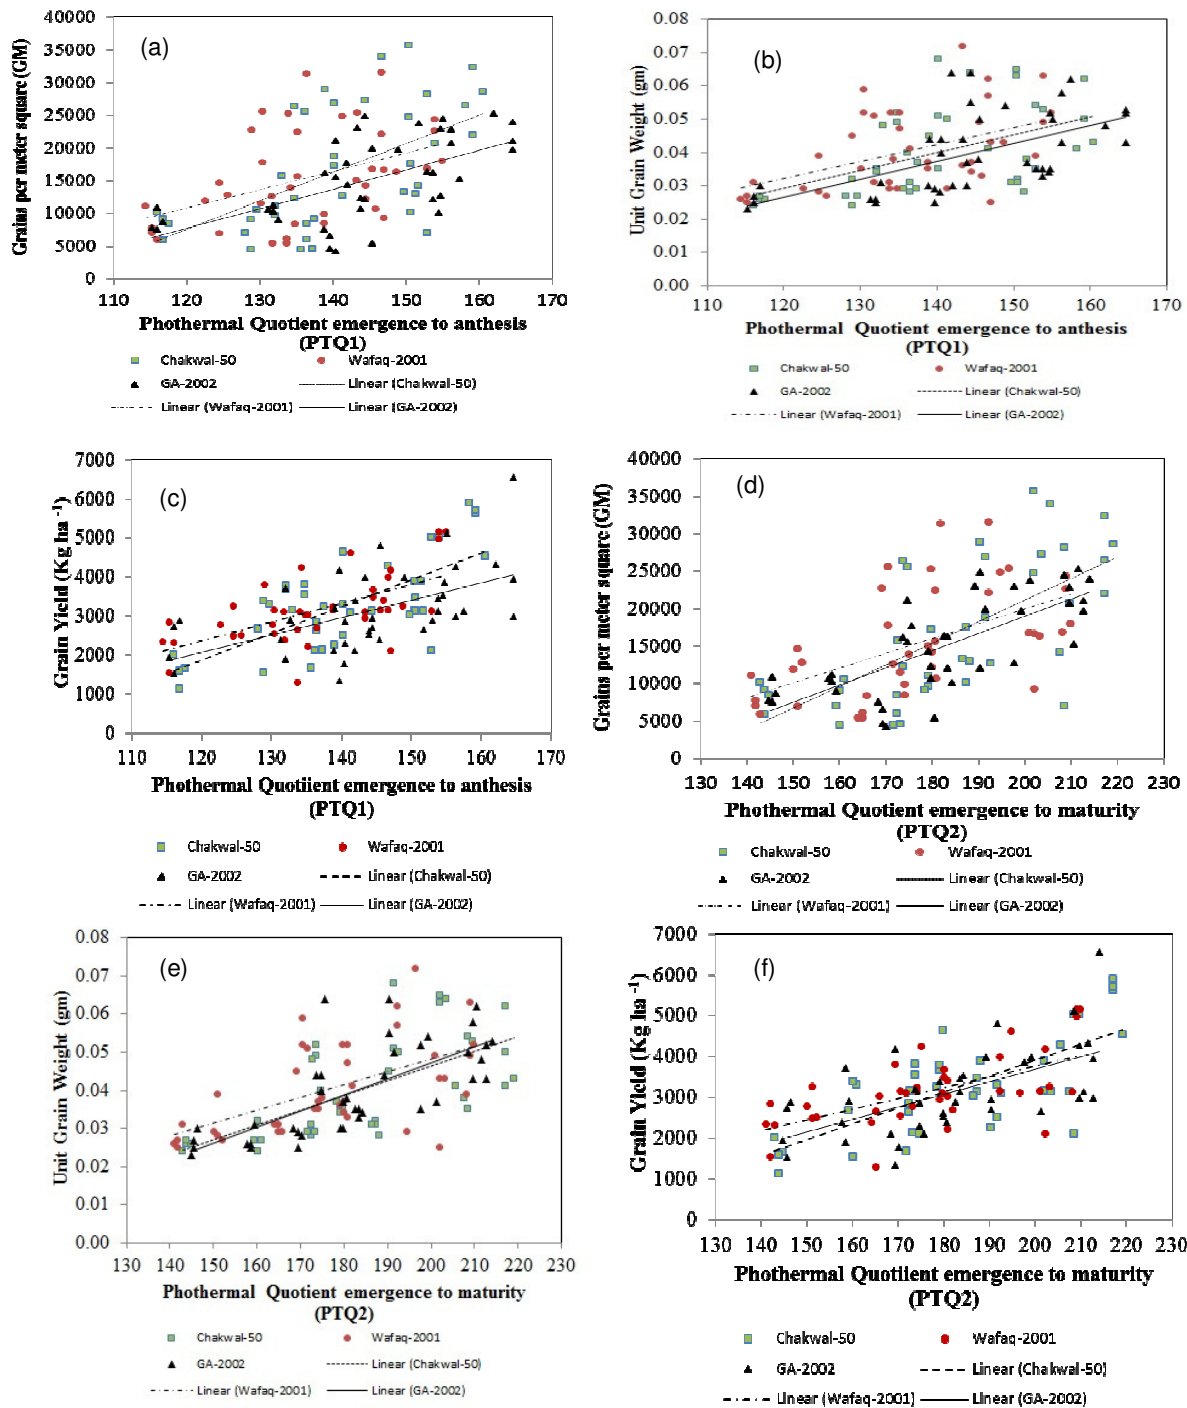 (a)
Grains per meter square (GM)
40000
35000
30000
25000
20000
15000
10000
5000
0
110 120 130 140 150 160 170
Phothermal Quotient emergence to anthesis
(PTQ1)
Chakwal-50 Wafaq-2001
GA-2002 Linear (Chakwal-50)
Linear (Wafaq-2001) Linear (GA-2002)
(b)
Unit Grain Weight (gm)
0.08
0.07
0.06
0.05
0.04
0.03
0.02
0.01
0.00
110 120 130 140 150 160 170
Phothermal Quotient emergence to anthesis
(PTQ1)
Chakwal-50 Wafaq-2001
GA-2002 Linear (Chakwal-50)
Linear (Wafaq-2001) Linear (GA-2002)
(c)
Grain Yield (Kg ha -1)
7000
6000
5000
4000
3000
2000
1000
0
110 120 130 140 150 160 170
Phothermal Quotiient emergence to anthesis
(PTQ1)
Chakwal-50 Wafaq-2001
GA-2002 Linear (Chakwal-50)
Linear (Wafaq-2001) Linear (GA-2002)
(d)
Grains per meter square (GM)
40000
35000
30000
25000
20000
15000
10000
5000
0
130 140 150 160 170 180 190 200 210 220 230
Phothermal Quotient emergence to maturity
(PTQ2)
Chakwal-50 Wafaq-2001
GA-2002 Linear (Chakwal-50)
Linear (Wafaq-2001) Linear (GA-2002)
(e)
Unit Grain Weight (gm)
0.08
0.07
0.06
0.05
0.04
0.03
0.02
0.01
0.00
130 140 150 160 170 180 190 200 210 220 230
Phothermal Quotient emergence to maturity
(PTQ2)
Chakwal-50 Wafaq-2001
GA-2002 Linear (Chakwal-50)
Linear (Wafaq-2001) Linear (GA-2002)
(f)
Grain Yield (Kg ha -1)
7000
6000
5000
4000
3000
2000
1000
0
130 140 150 160 170 180 190 200 210 220 230
Phothermal Quotiient emergence to maturity
(PTQ2)
Chakwal-50 Wafaq-2001
GA-2002 Linear (Chakwal-50)
Linear (Wafaq-2001) Linear (GA-2002)